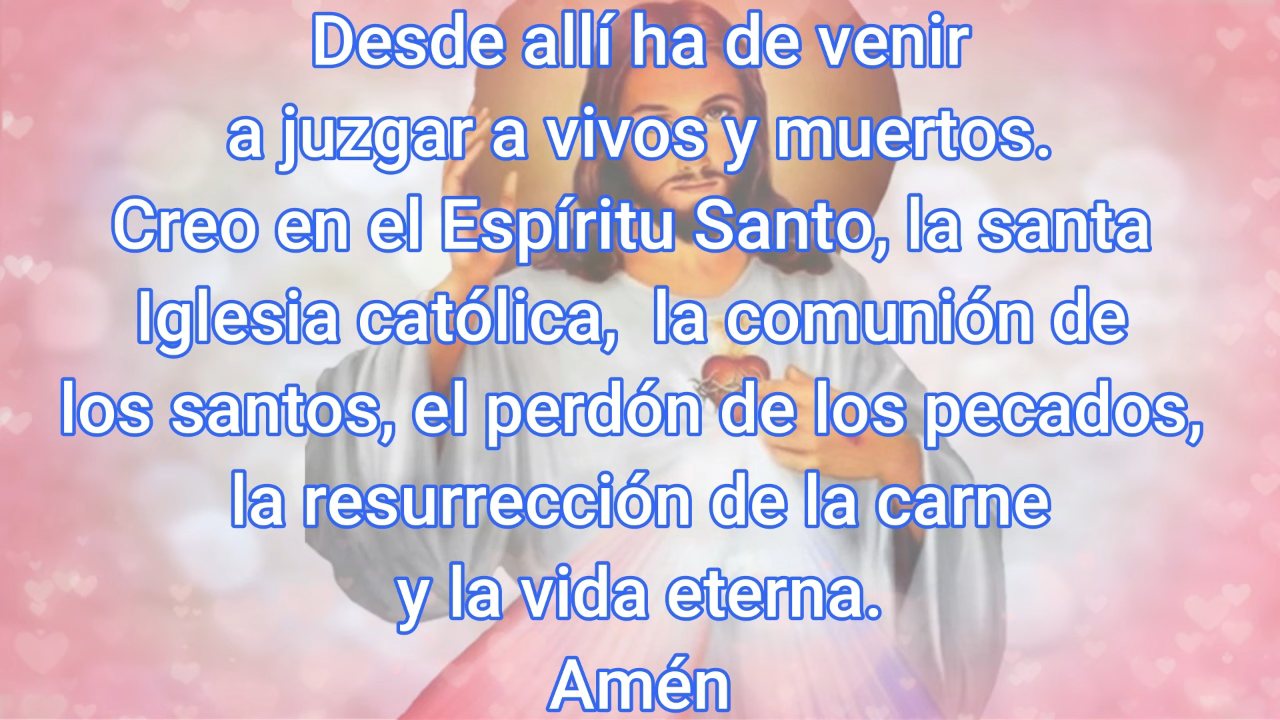 Desde allí ha de venir
a juzgar a vivos y muertos.
Creo en el Espíritu Santo, la santa
Iglesia católica,  la comunión de
los santos, el perdón de los pecados,
la resurrección de la carne
y la vida eterna.
Amén